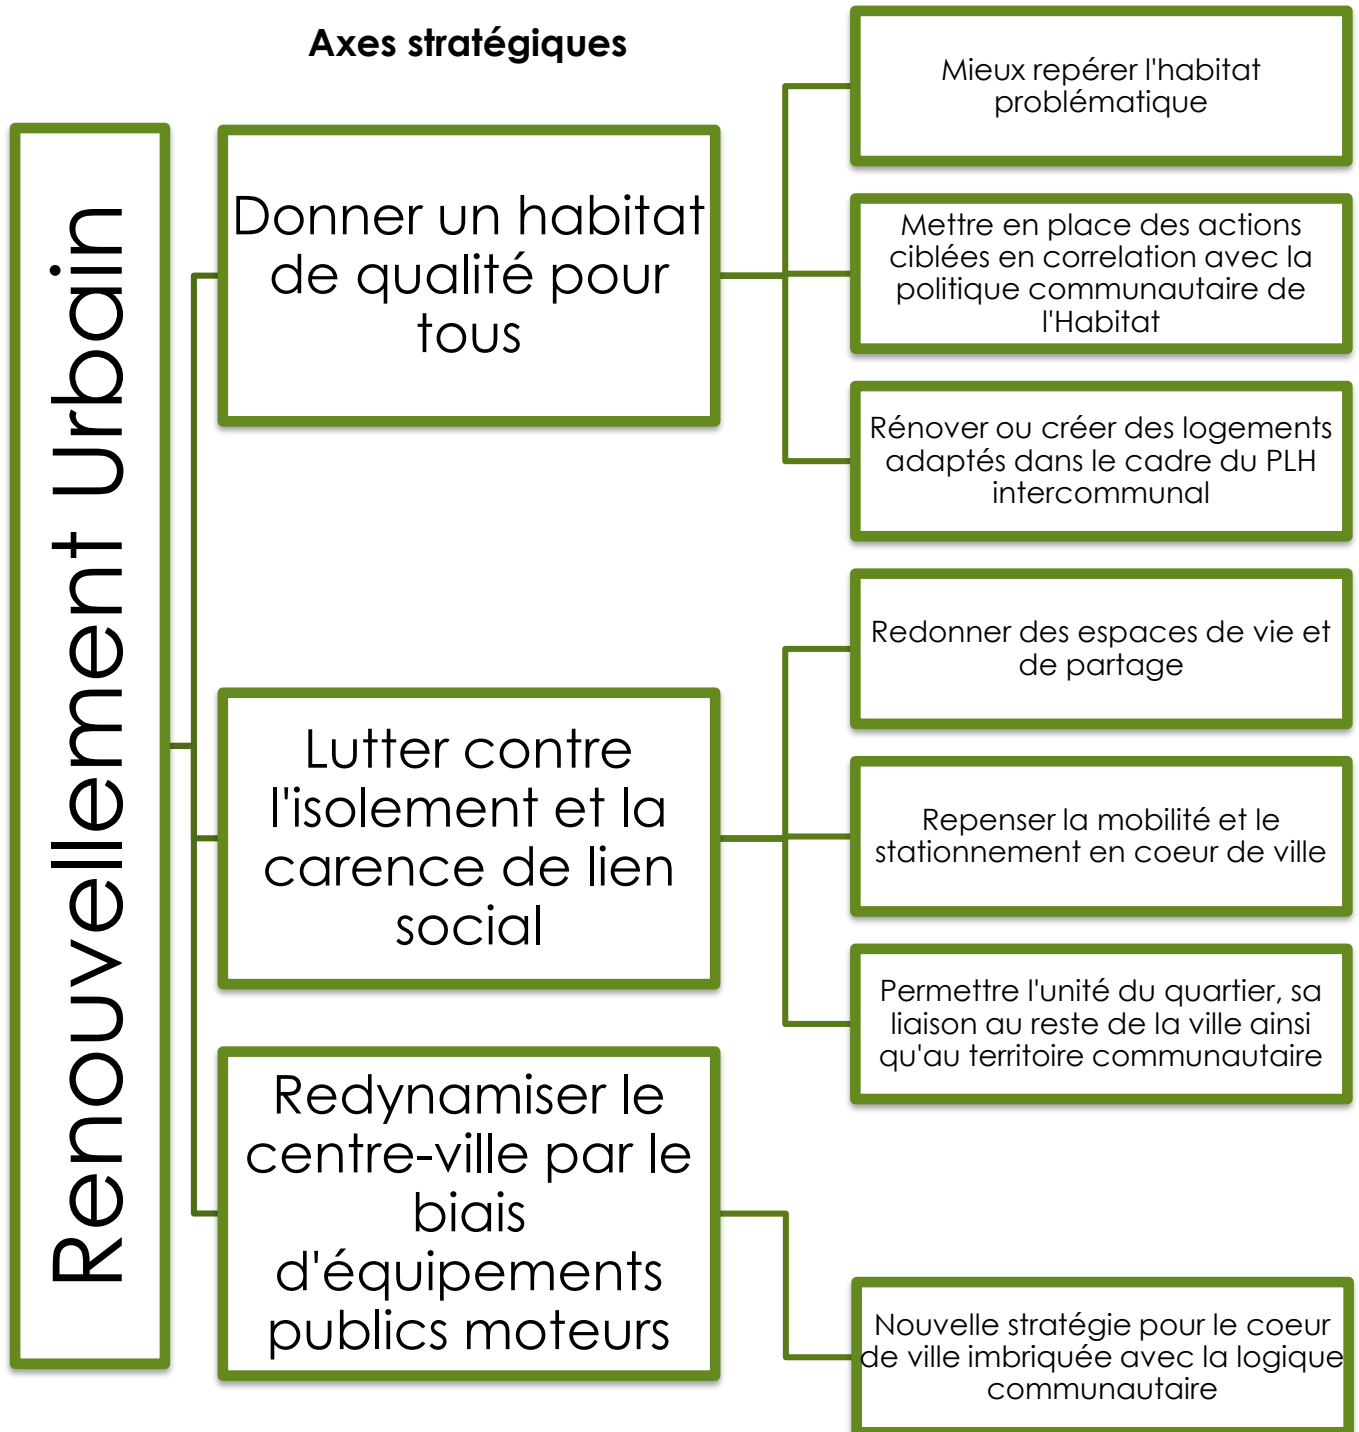 Axes stratégiques
Renouvellement Urbain
Donner un habitat
de qualité pour
tous
Mieux repérer l'habitat
problématique
Mettre en place des actions
ciblées en correlation avec la
politique communautaire de
l'Habitat
Rénover ou créer des logements
adaptés dans le cadre du PLH
intercommunal
Lutter contre
l'isolement et la
carence de lien
social
Redonner des espaces de vie et
de partage
Repenser la mobilité et le
stationnement en coeur de ville
Permettre l'unité du quartier, sa
liaison au reste de la ville ainsi
qu'au territoire communautaire
Redynamiser le
centre-ville par le
biais
d'équipements
publics moteurs
Nouvelle stratégie pour le coeur
de ville imbriquée avec la logique
communautaire